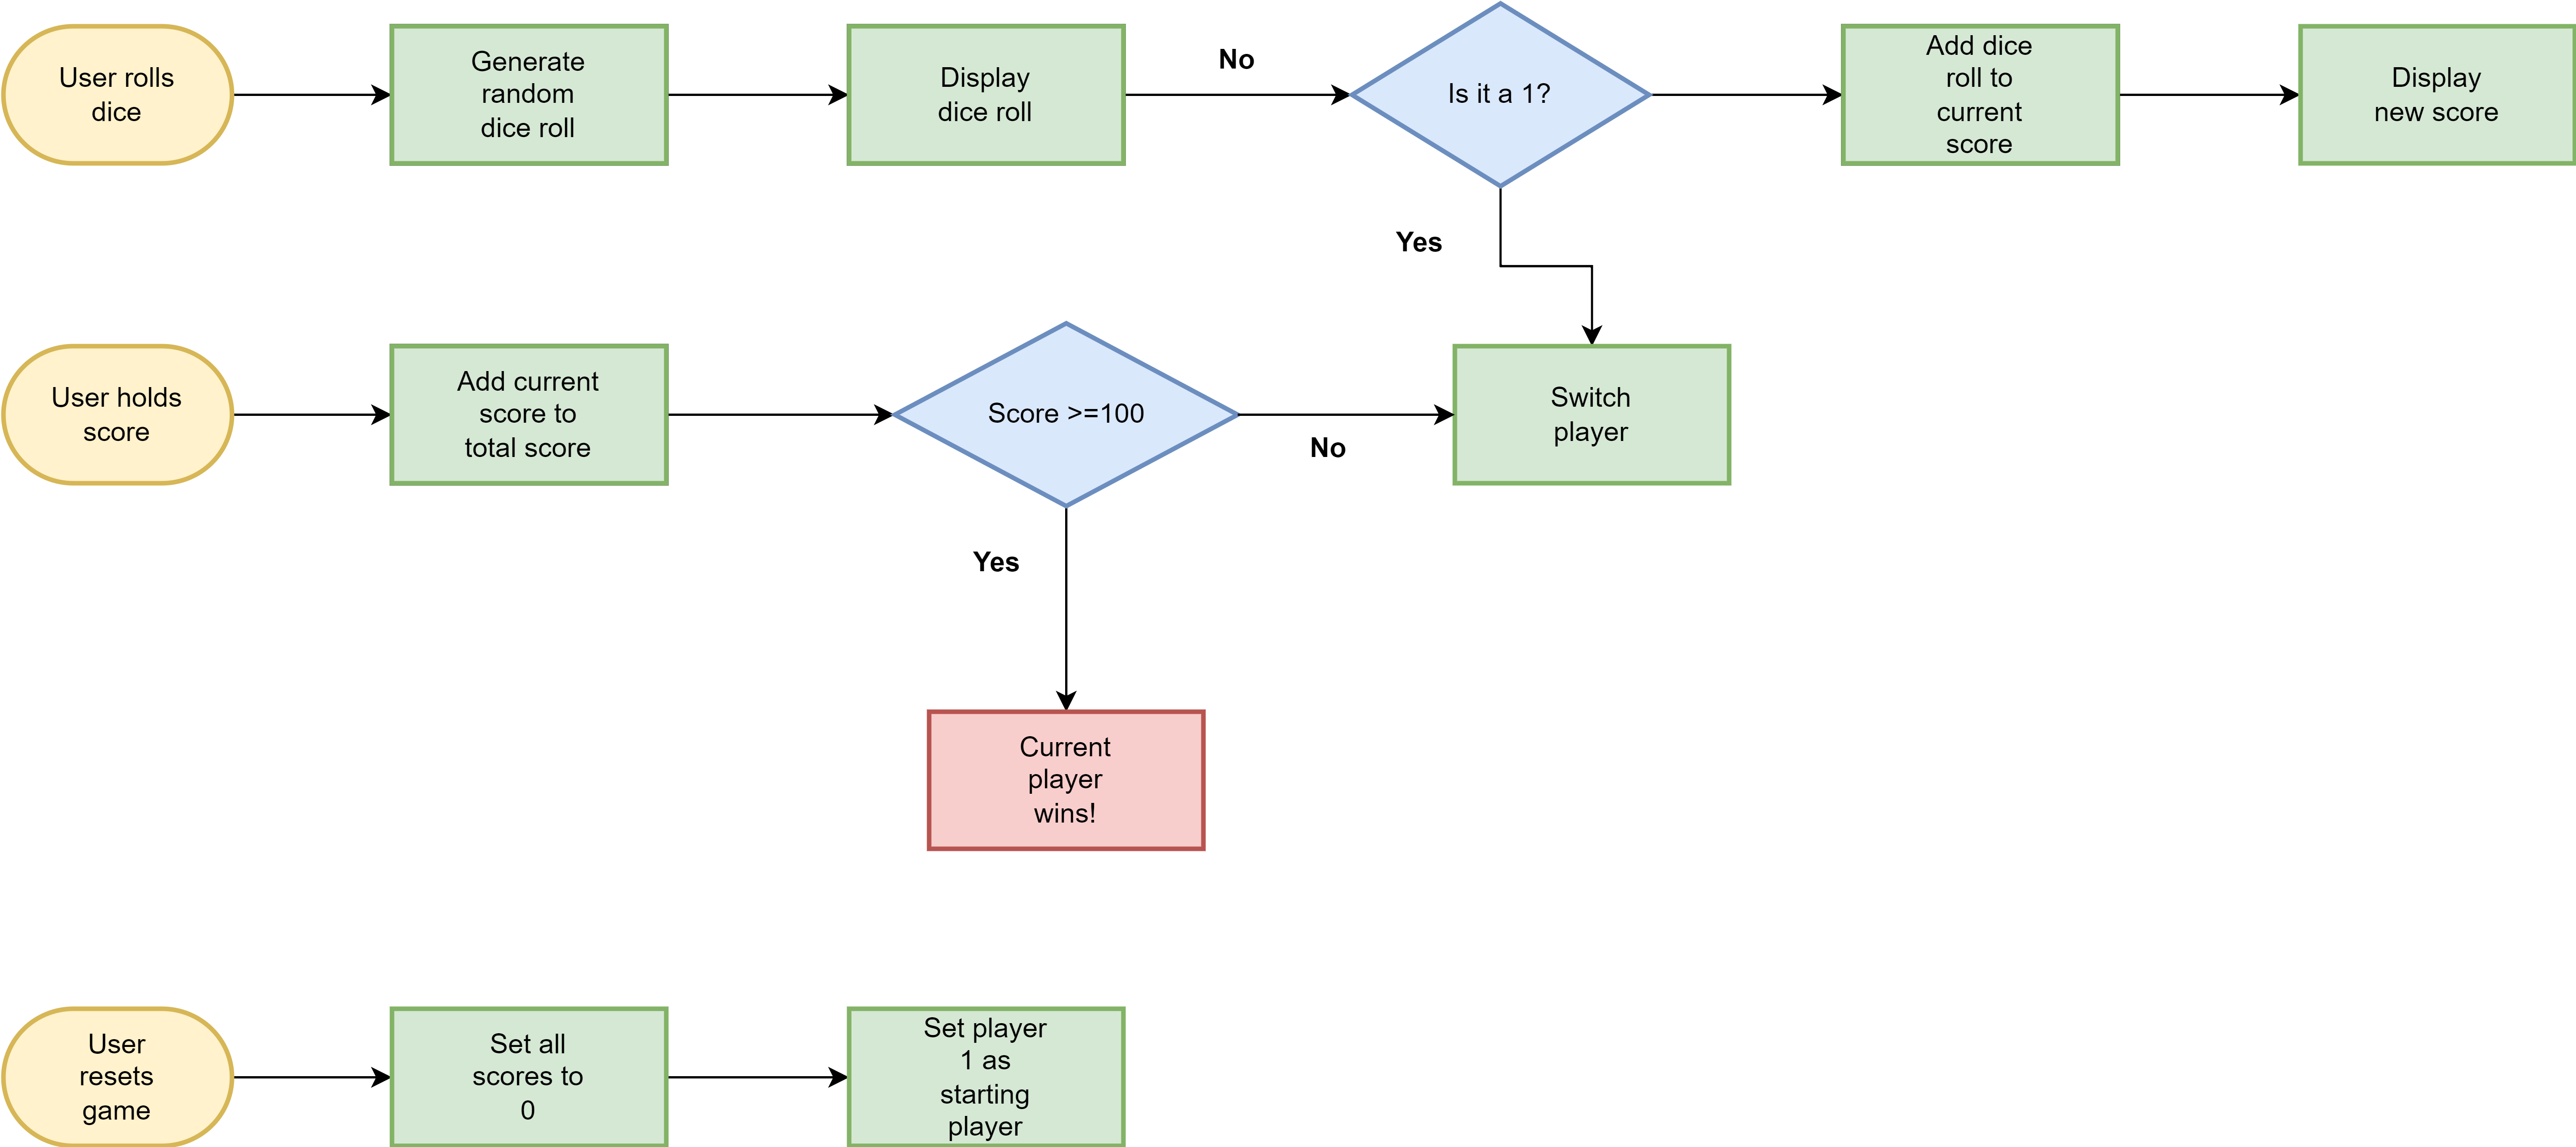 User rolls
dice
Generate
random
dice roll
Display
dice roll
No
Is it a 1?
Add dice
roll to
current
score
Display
new score
Yes
User holds
score
Add current
score to
total score
Score >=100
No
Switch
player
Yes
Current
player
wins!
User
resets
game
Set all
scores to
0
Set player
1 as
starting
player